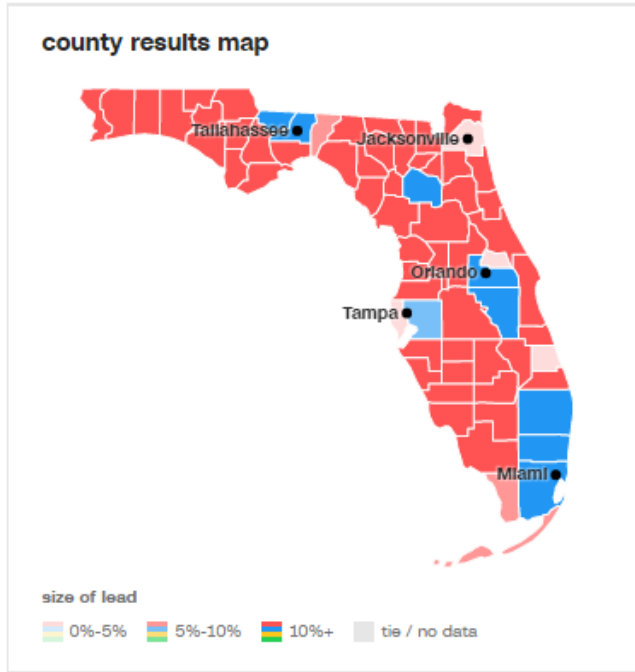 county results map
Tallahassee
Jacksonville
Orlando
Tampa
Miami
size of lead
0%-5% 5%-10% 10%+ tie / no data